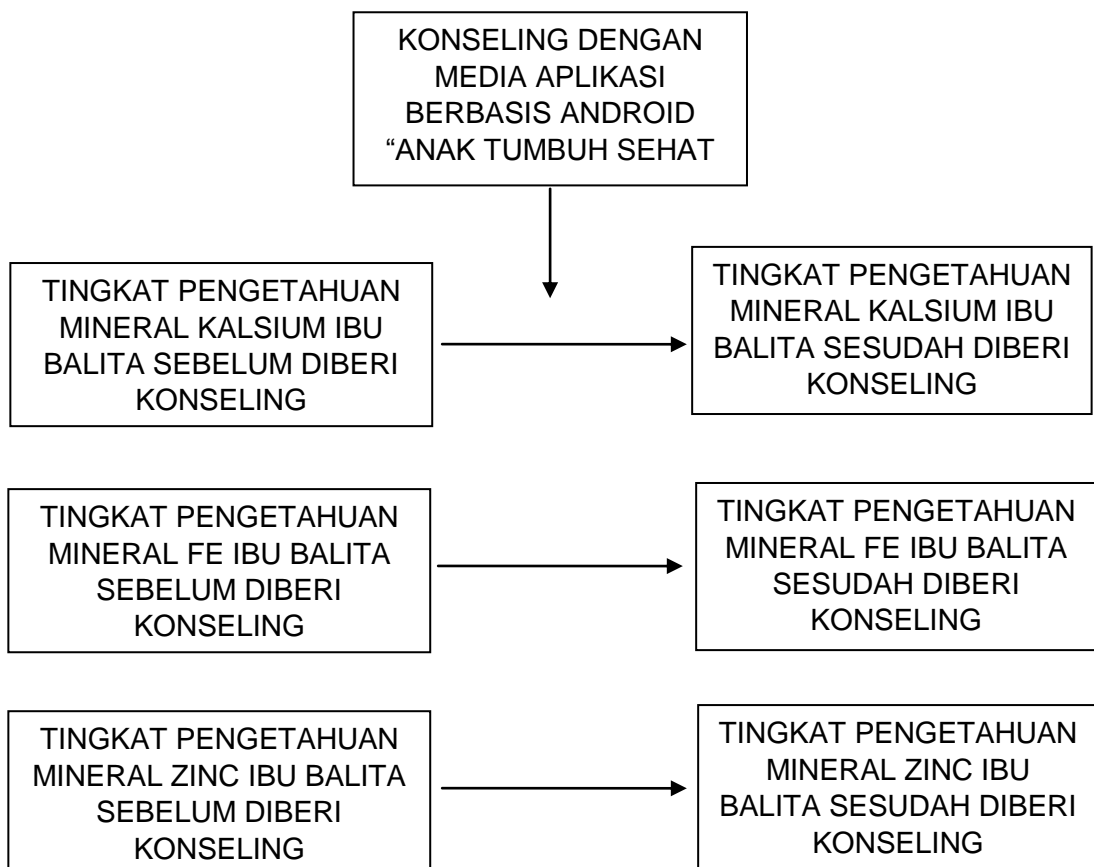 KONSELING DENGAN
MEDIA APLIKASI
BERBASIS ANDROID
“ANAK TUMBUH SEHAT
TINGKAT PENGETAHUAN
MINERAL KALSIUM IBU
BALITA SEBELUM DIBERI
KONSELING
TINGKAT PENGETAHUAN
MINERAL KALSIUM IBU
BALITA SESUDAH DIBERI
KONSELING
TINGKAT PENGETAHUAN
MINERAL FE IBU BALITA
SEBELUM DIBERI
KONSELING
TINGKAT PENGETAHUAN
MINERAL FE IBU BALITA
SESUDAH DIBERI
KONSELING
TINGKAT PENGETAHUAN
MINERAL ZINC IBU BALITA
SEBELUM DIBERI
KONSELING
TINGKAT PENGETAHUAN
MINERAL ZINC IBU
BALITA SESUDAH DIBERI
KONSELING